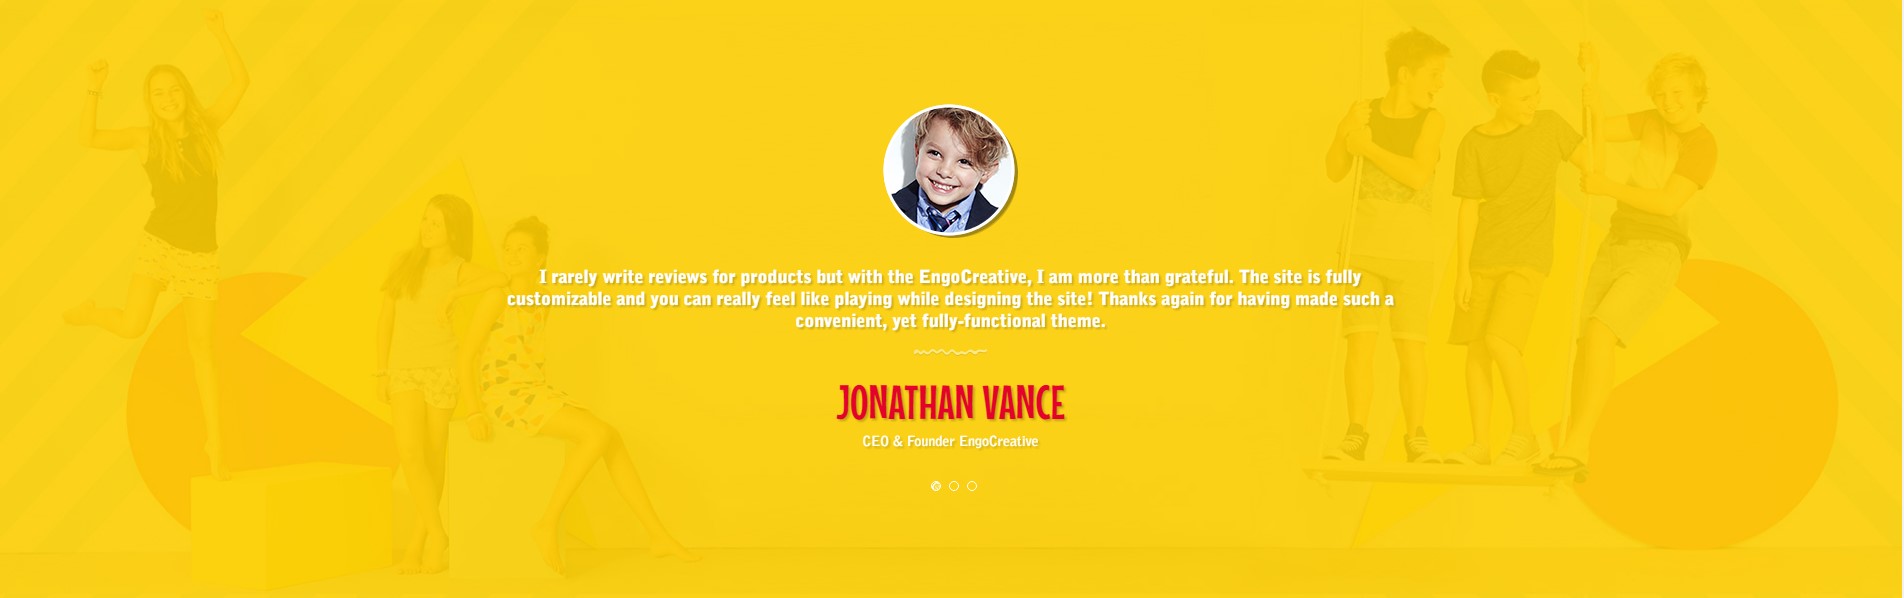 I rarely write reviews for products but with the EngoCreative, I am more than grateful. The site is fully
customizable and you can really feel like playing while designing the site! Thanks again for having made such a
convenient, yet fully-functional theme.
JONATHAN VANCE
CEO & Founder EngoCreative